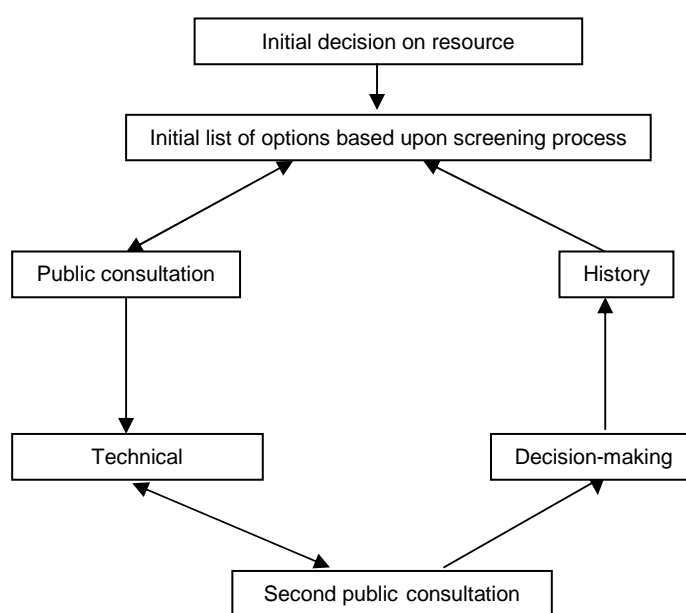 Initial decision on resource
Initial list of options based upon screening process
Public consultation
History
Technical
Decision-making
Second public consultation